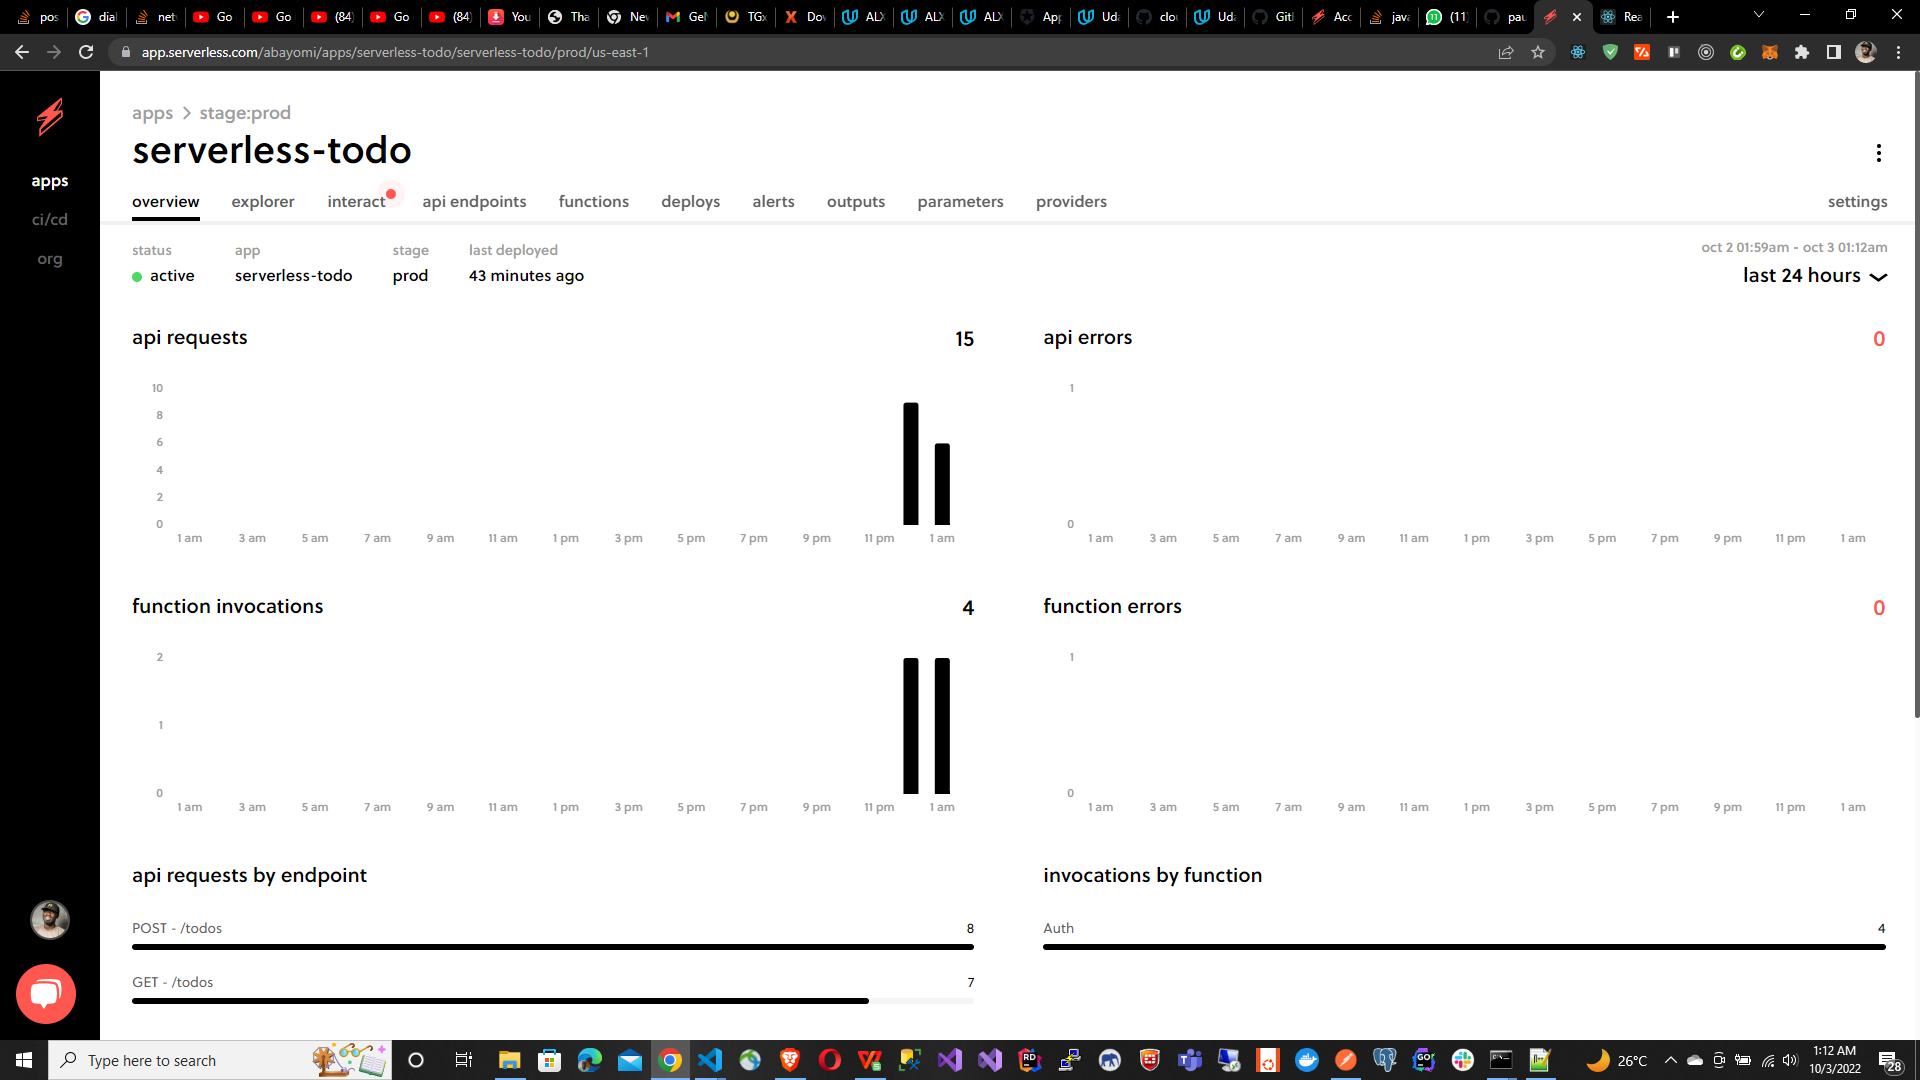 pos
dial
netv
Go
Go
(84)
Go
(84)
You
Tha
Nev
GeN
TGx
Dov
ALX
ALX
ALX
App
Uda
clou
Uda
Gitl
Acc
java
(11)
pau
Rea
app.serverless.com/abayomi/apps/serverless-todo/serverless-todo/prod/us-east-1
apps
ci/cd
org
apps > stage:prod
serverless-todo
overview explorer interact api endpoints functions deploys alerts outputs parameters providers settings
status app stage last deployed
active serverless-todo prod 43 minutes ago
oct 2 01:59am - oct 3 01:12am
last 24 hours
api requests 15
10
8
6
4
2
0
1 am 3 am 5 am 7 am 9 am 11 am 1 pm 3 pm 5 pm 7 pm 9 pm 11 pm 1 am
api errors 0
1
0
1 am 3 am 5 am 7 am 9 am 11 am 1 pm 3 pm 5 pm 7 pm 9 pm 11 pm 1 am
function invocations 4
2
1
0
1 am 3 am 5 am 7 am 9 am 11 am 1 pm 3 pm 5 pm 7 pm 9 pm 11 pm 1 am
function errors 0
1
0
1 am 3 am 5 am 7 am 9 am 11 am 1 pm 3 pm 5 pm 7 pm 9 pm 11 pm 1 am
api requests by endpoint
POST - /todos 8
GET - /todos 7
invocations by function
Auth 4
Type here to search
26°C
1:12 AM
10/3/2022
28